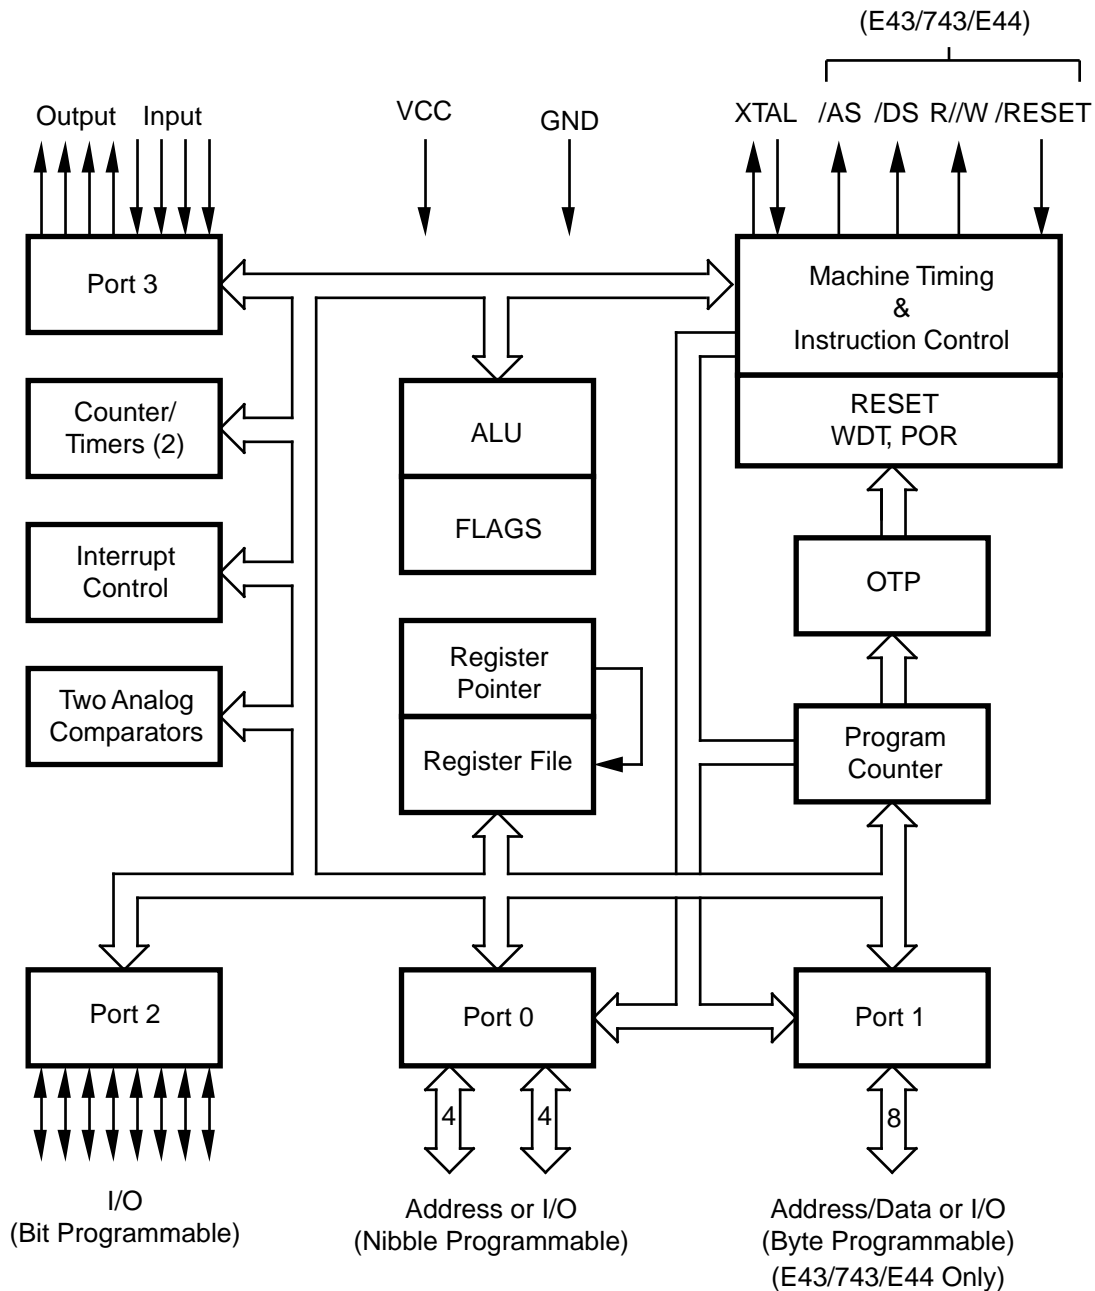 (E43/743/E44)
Output Input
VCC
GND
XTAL /AS /DS R//W /RESET
Port 3
Machine Timing
&
Instruction Control
RESET
WDT, POR
Counter/
Timers (2)
ALU
FLAGS
Interrupt
Control
OTP
Two Analog
Comparators
Register
Pointer
Register File
Program
Counter
Port 2
Port 0
Port 1
4
4
8
I/O
(Bit Programmable)
Address or I/O
(Nibble Programmable)
Address/Data or I/O
(Byte Programmable)
(E43/743/E44 Only)